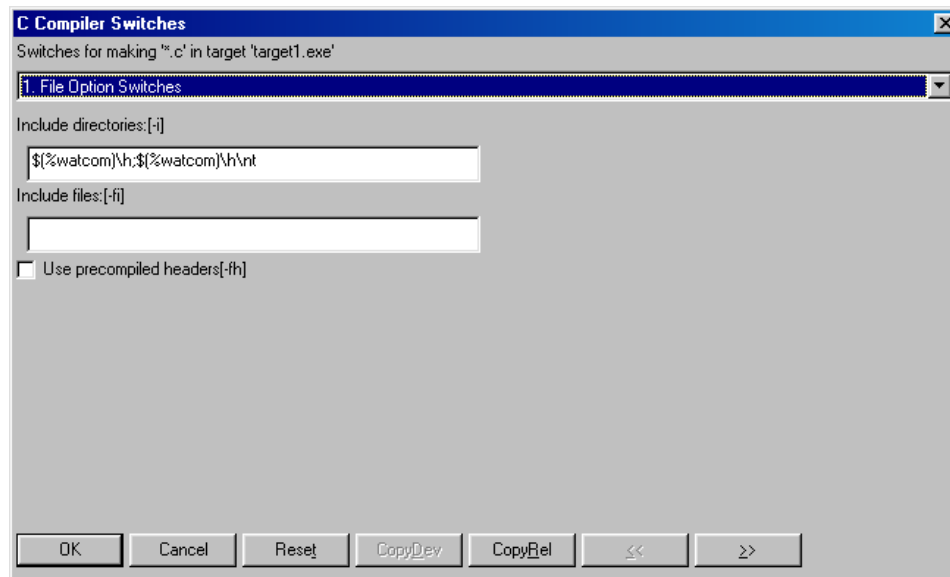 C Compiler Switches
Switches for making '*.c' in target 'target1.exe'
1. File Option Switches
Include directories:[-i]
$(%watcom)\h;$(%watcom)\h\nt
Include files:[-fi]
Use precompiled headers[-fh]
OK Cancel Reset CopyDev CopyRel << >>